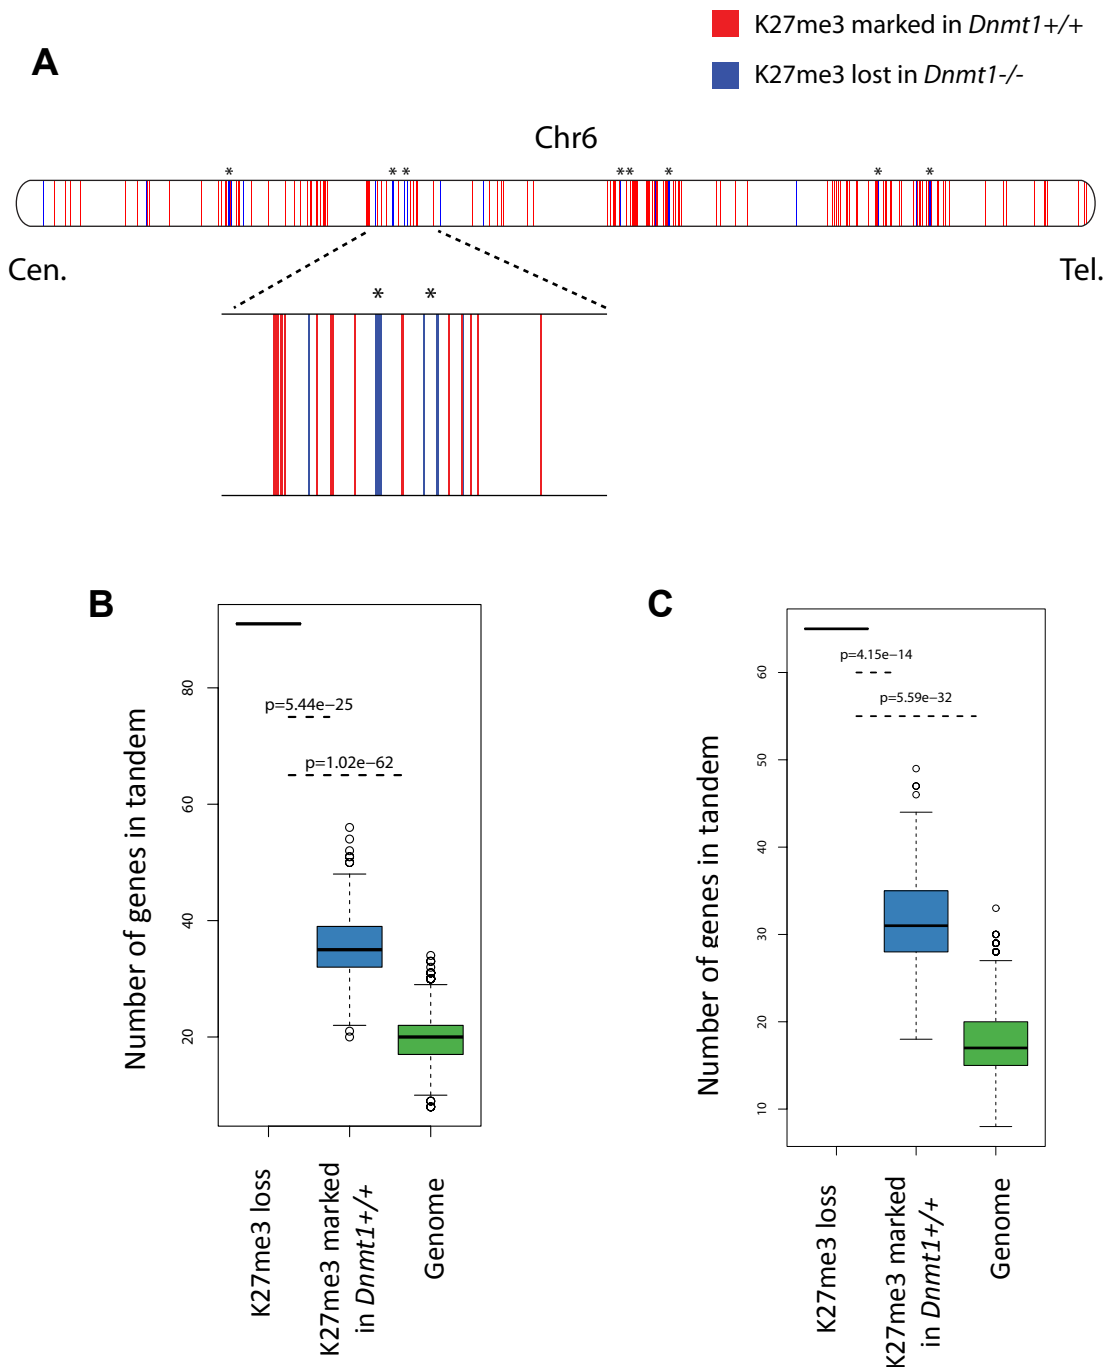 K27me3 marked in Dnmt1+/+
A
K27me3 lost in Dnmt1-/-
Chr6
* * * ** * * *
Cen.
Tel.
* *
B
C
Number of genes in tandem
80
60
40
20
p=5.44e−25
p=1.02e−62
K27me3 loss
K27me3 marked
in Dnmt1+/+
Genome
Number of genes in tandem
60
50
40
30
20
10
p=4.15e−14
p=5.59e−32
K27me3 loss
K27me3 marked
in Dnmt1+/+
Genome